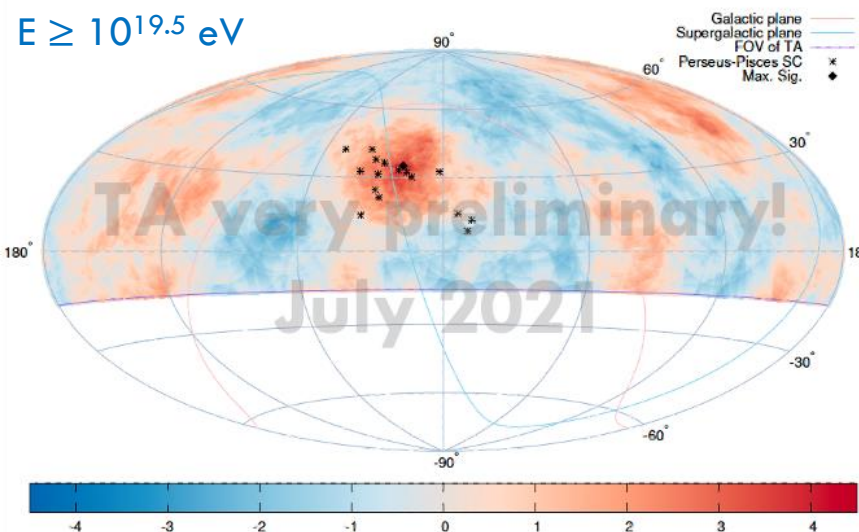 E ≥ 10^19.5 eV
Galactic plane
Supergalactic plane
FOV of TA
Perseus-Pisces SC
Max. Sig.
90°
60°
30°
TA very preliminary!
180°
18
July 2021
-30°
-60°
-90°
-4 -3 -2 -1 0 1 2 3 4